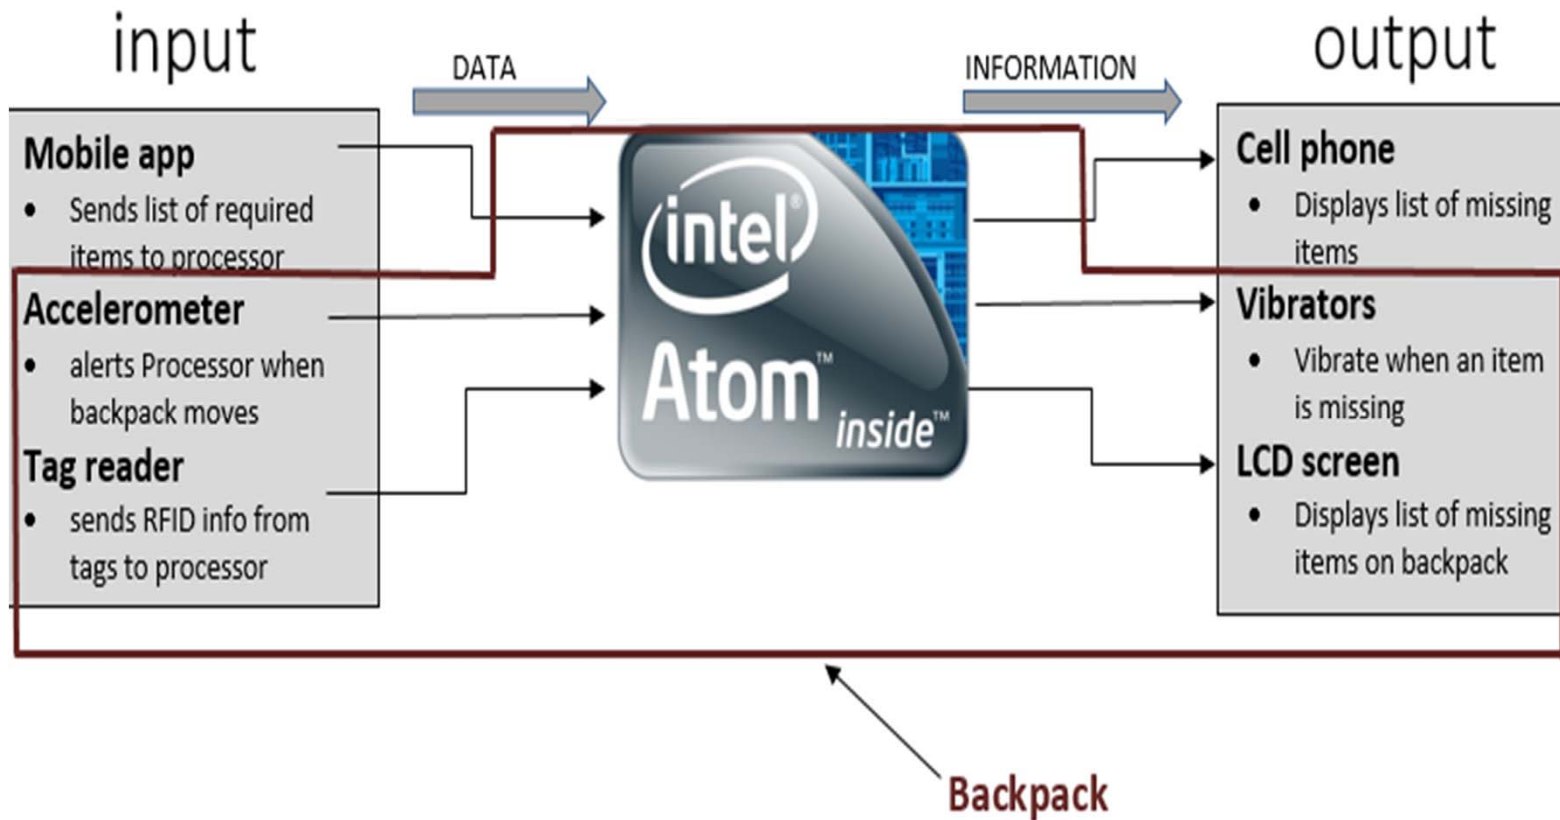 input
DATA
INFORMATION
output
Mobile app
• Sends list of required
items to processor
Accelerometer
• alerts Processor when
backpack moves
Tag reader
• sends RFID info from
tags to processor
intel®
Atom™
inside™
Cell phone
• Displays list of missing
items
Vibrators
• Vibrate when an item
is missing
LCD screen
• Displays list of missing
items on backpack
Backpack